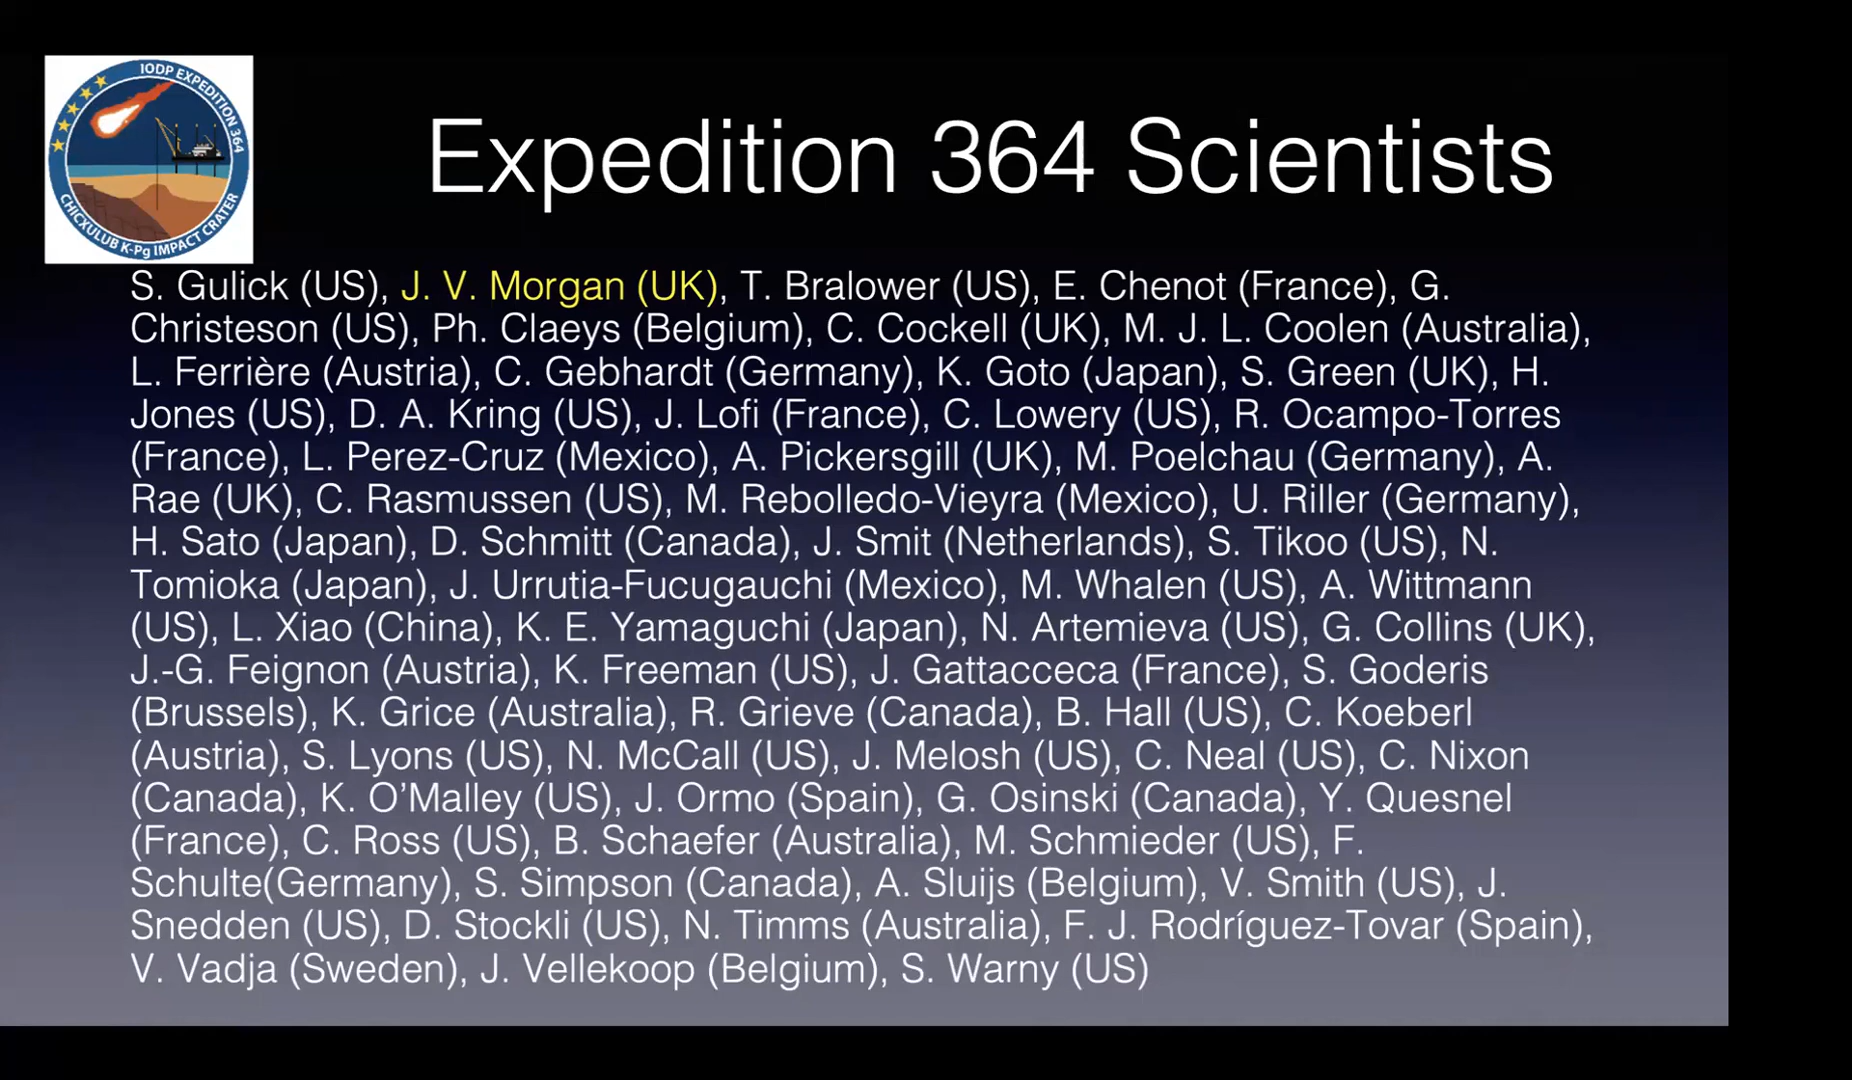 IODP EXPEDITION 364
CHICXULUB K-Pg IMPACT CRATER
Expedition 364 Scientists
S. Gulick (US), J. V. Morgan (UK), T. Bralower (US), E. Chenot (France), G.
Christeson (US), Ph. Claeys (Belgium), C. Cockell (UK), M. J. L. Coolen (Australia),
L. Ferrière (Austria), C. Gebhardt (Germany), K. Goto (Japan), S. Green (UK), H.
Jones (US), D. A. Kring (US), J. Lofi (France), C. Lowery (US), R. Ocampo-Torres
(France), L. Perez-Cruz (Mexico), A. Pickersgill (UK), M. Poelchau (Germany), A.
Rae (UK), C. Rasmussen (US), M. Rebolledo-Vieyra (Mexico), U. Riller (Germany),
H. Sato (Japan), D. Schmitt (Canada), J. Smit (Netherlands), S. Tikoo (US), N.
Tomioka (Japan), J. Urrutia-Fucugauchi (Mexico), M. Whalen (US), A. Wittmann
(US), L. Xiao (China), K. E. Yamaguchi (Japan), N. Artemieva (US), G. Collins (UK),
J.-G. Feignon (Austria), K. Freeman (US), J. Gattacceca (France), S. Goderis
(Brussels), K. Grice (Australia), R. Grieve (Canada), B. Hall (US), C. Koeberl
(Austria), S. Lyons (US), N. McCall (US), J. Melosh (US), C. Neal (US), C. Nixon
(Canada), K. O’Malley (US), J. Ormo (Spain), G. Osinski (Canada), Y. Quesnel
(France), C. Ross (US), B. Schaefer (Australia), M. Schmieder (US), F.
Schulte(Germany), S. Simpson (Canada), A. Sluijs (Belgium), V. Smith (US), J.
Snedden (US), D. Stockli (US), N. Timms (Australia), F. J. Rodríguez-Tovar (Spain),
V. Vadja (Sweden), J. Vellekoop (Belgium), S. Warny (US)